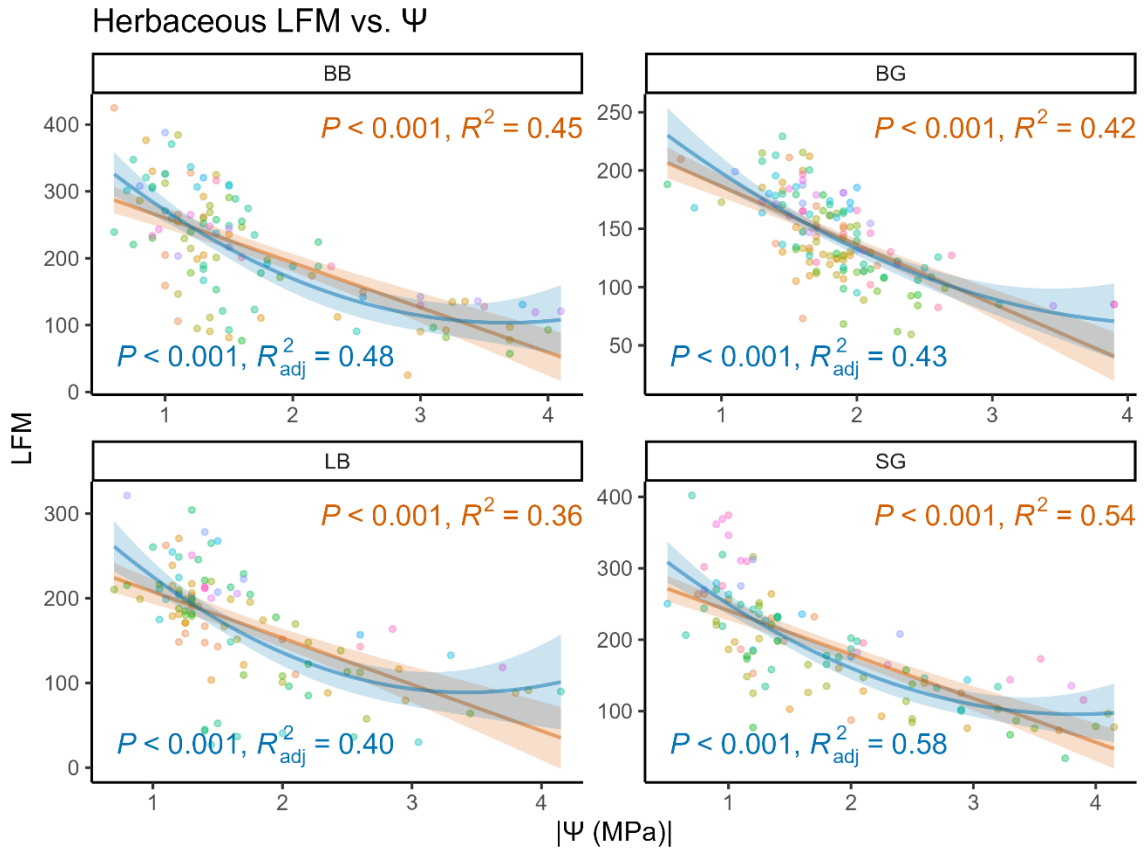 Herbaceous LFM vs. Ψ
BB
BG
P < 0.001, R² = 0.45
P < 0.001, R²adj = 0.48
400
300
200
100
0
1 2 3 4
P < 0.001, R² = 0.42
P < 0.001, R²adj = 0.43
250
200
150
100
50
1 2 3 4
LB
SG
P < 0.001, R² = 0.36
P < 0.001, R²adj = 0.40
300
200
100
0
1 2 3 4
P < 0.001, R² = 0.54
P < 0.001, R²adj = 0.58
400
300
200
100
1 2 3 4
LFM
|Ψ (MPa)|